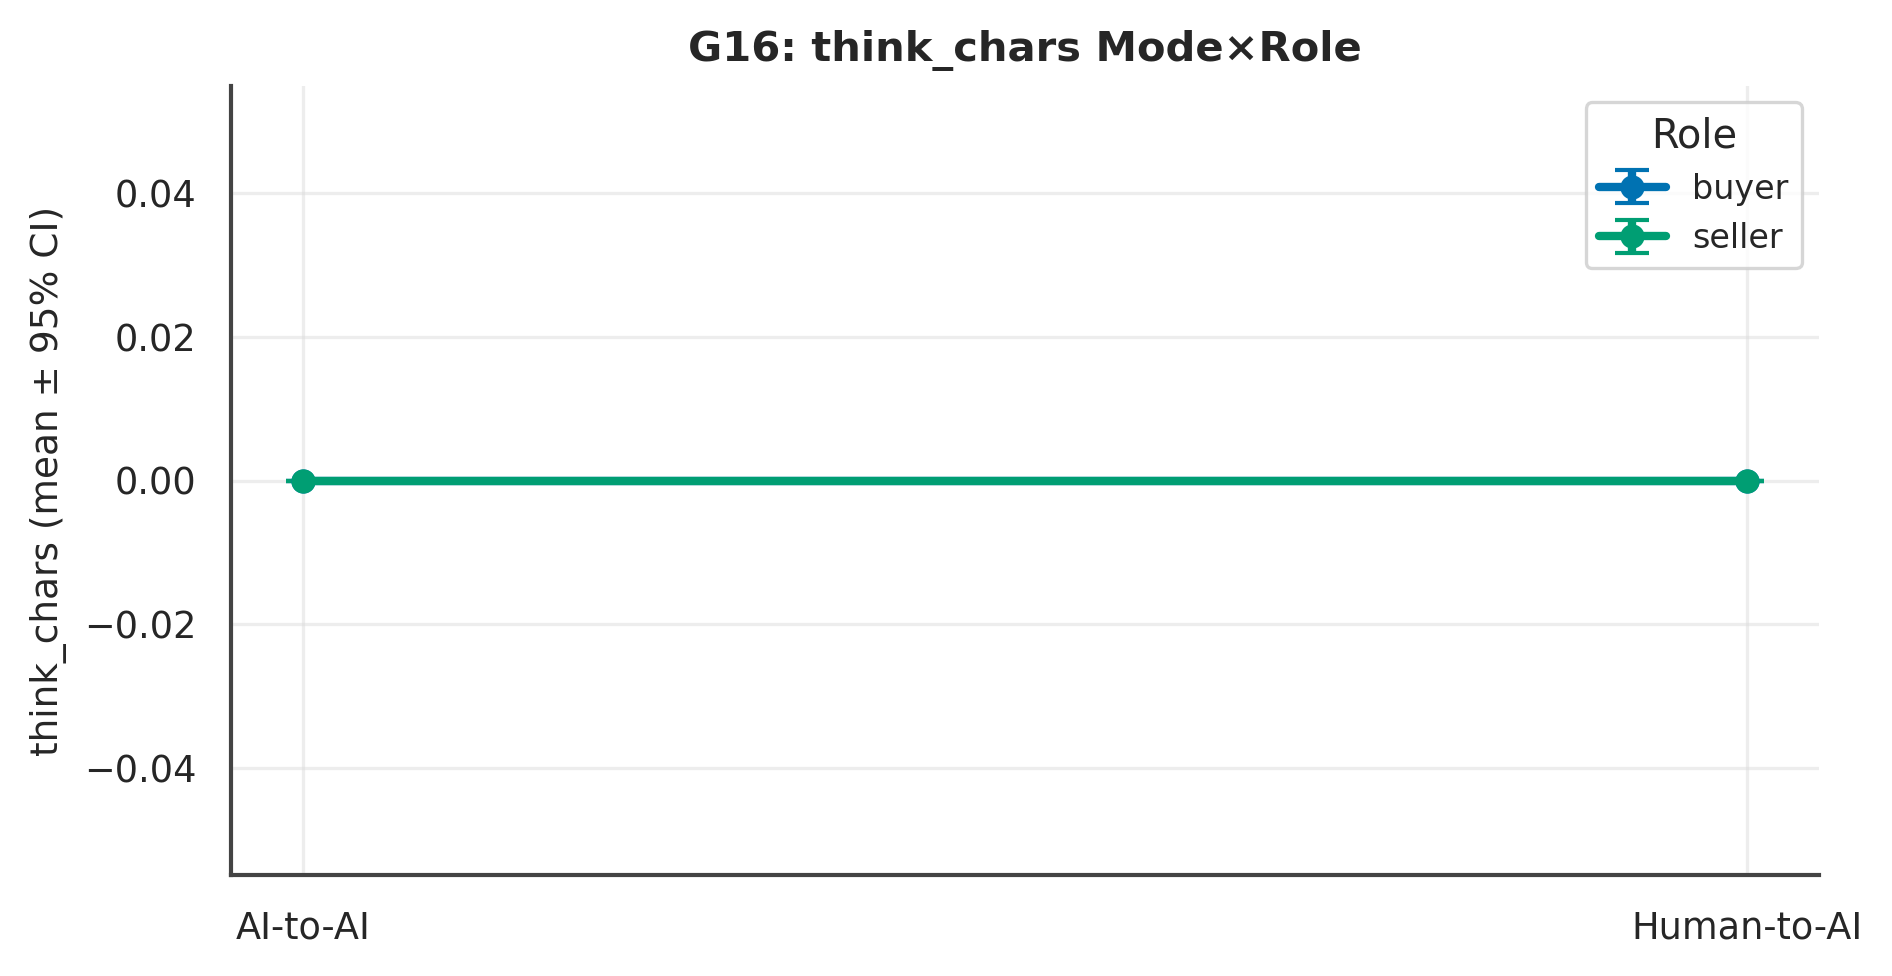 G16: think_chars Mode×Role
think_chars (mean ± 95% CI)
0.04
0.02
0.00
−0.02
−0.04
AI-to-AI
Human-to-AI
Role
buyer
seller